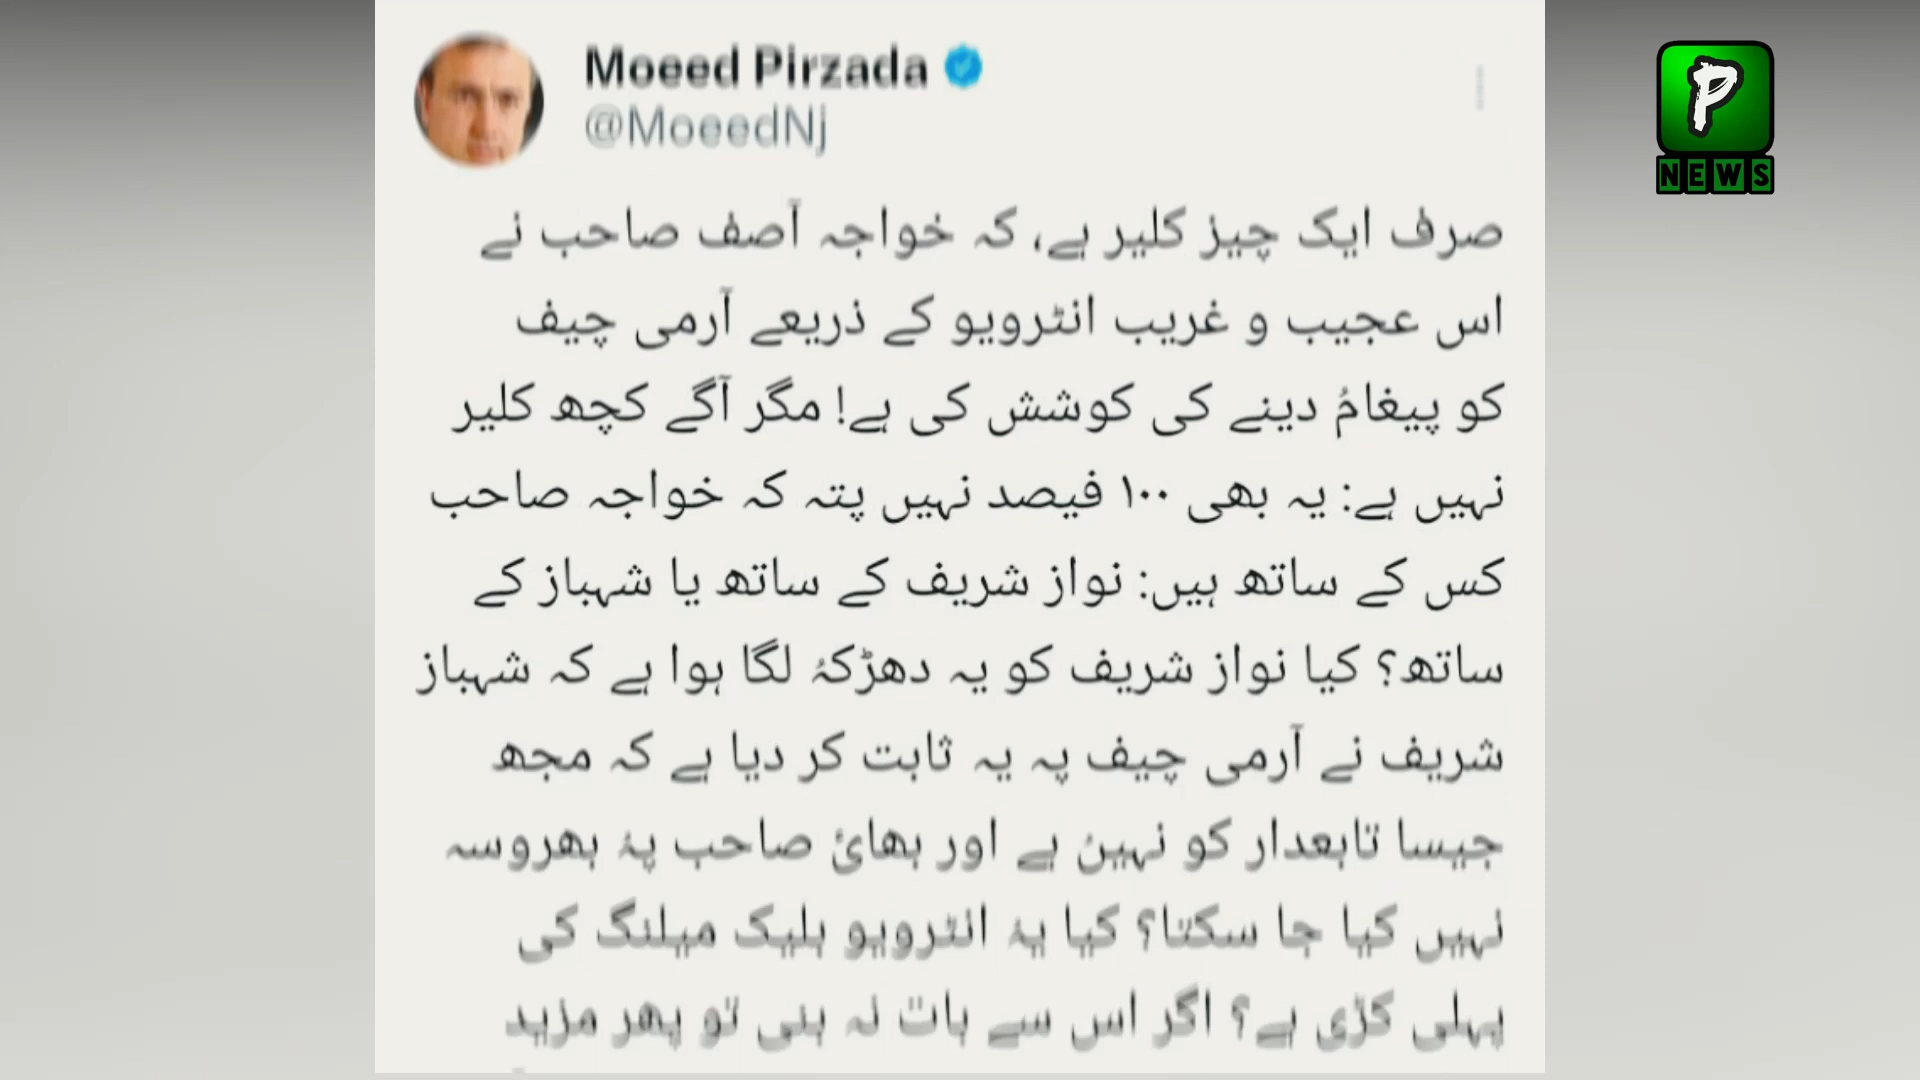 Moeed Pirzada
@MoeedNj
P
NEWS
صرف ایک چیز کلیر ہے، کہ خواجہ آصف صاحب نے
اس عجیب و غریب انٹرویو کے ذریعے آرمی چیف
کو پیغامُ دینے کی کوشش کی ہے! مگر آگے کچھ کلیر
نہیں ہے: یہ بھی ۱۰۰ فیصد نہیں پتہ کہ خواجہ صاحب
کس کے ساتھ ہیں: نواز شریف کے ساتھ یا شہباز کے
ساتھ؟ کیا نواز شریف کو یہ دھڑکۂ لگا ہوا ہے کہ شہباز
شریف نے آرمی چیف پہ یہ ثابت کر دیا ہے کہ مجھ
جیسا تابعدار کو نہین ہے اور بھائ صاحب پۂ بھروسہ
نہیں کیا جا سکتا؟ کیا یۂ انٹرویو بلیک میلنگ کی
پہلی کڑی ہے؟ اگر اس سے بات نہ بنی تو پھر مزید